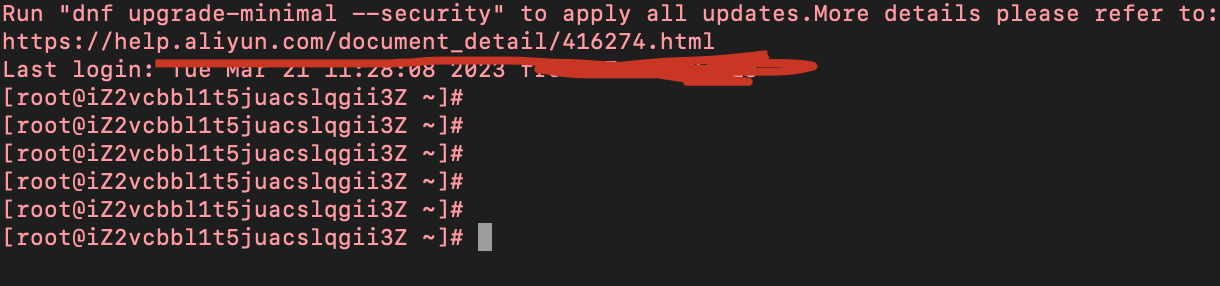 Run "dnf upgrade-minimal --security" to apply all updates.More details please refer to:
https://help.aliyun.com/document_detail/416274.html
Last login: Tue Mar 21 11:28:08 2023
[root@iZ2vcbbl1t5juacslqgii3Z ~]#
[root@iZ2vcbbl1t5juacslqgii3Z ~]#
[root@iZ2vcbbl1t5juacslqgii3Z ~]#
[root@iZ2vcbbl1t5juacslqgii3Z ~]#
[root@iZ2vcbbl1t5juacslqgii3Z ~]#
[root@iZ2vcbbl1t5juacslqgii3Z ~]#